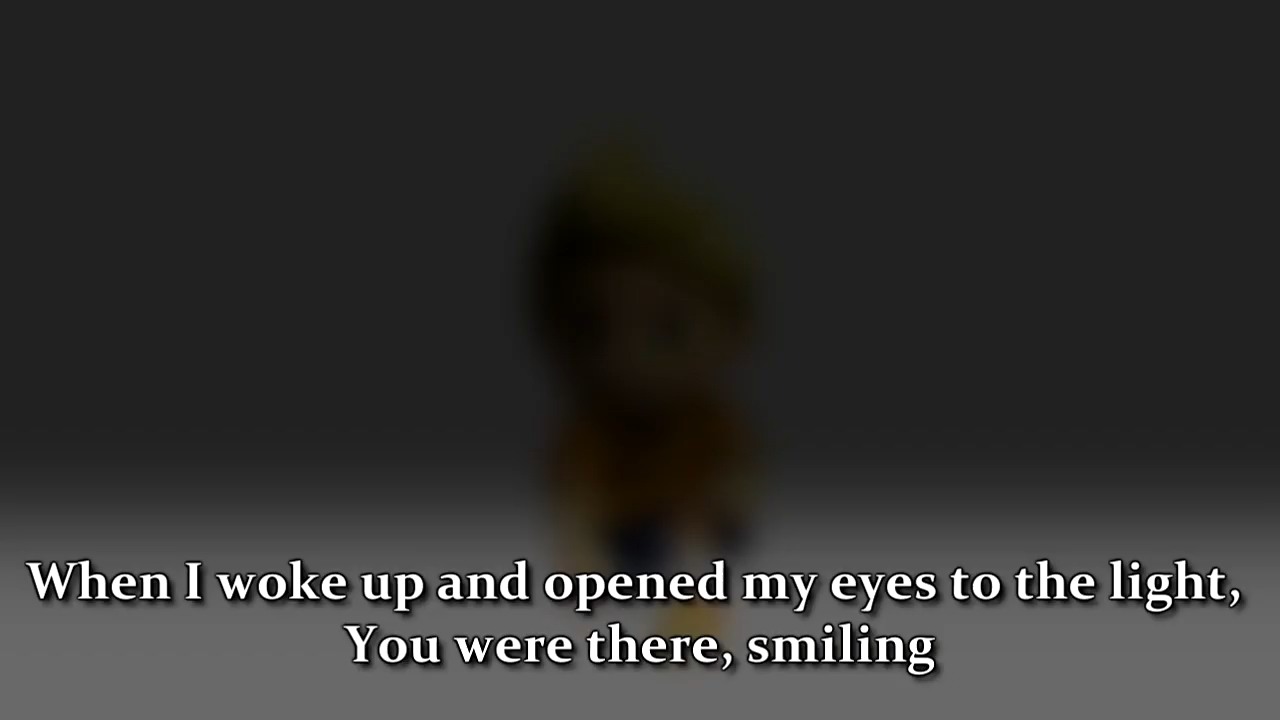 When I woke up and opened my eyes to the light,
You were there, smiling